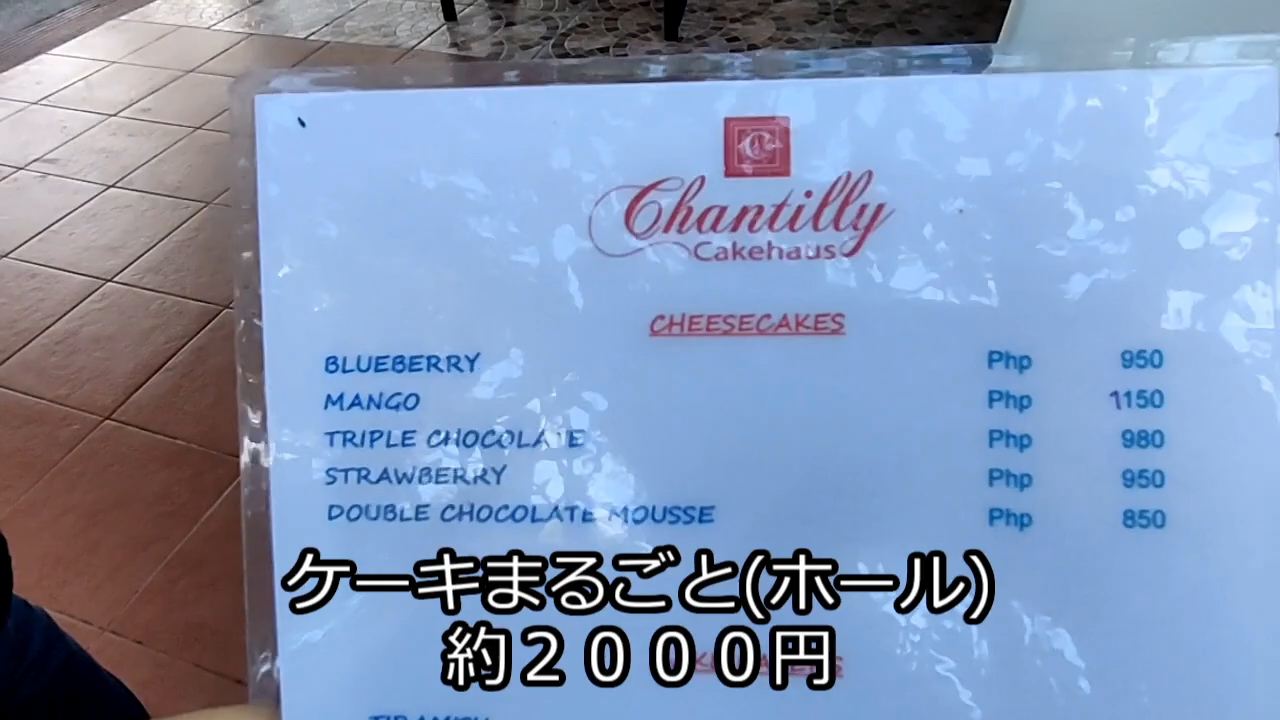 C
Chantilly
Cakehaus
CHEESECAKES
BLUEBERRY Php 950
MANGO Php 1150
TRIPLE CHOCOLATE Php 980
STRAWBERRY Php 950
DOUBLE CHOCOLATE MOUSSE Php 850
ケーキまるごと(ホール)
約2000円